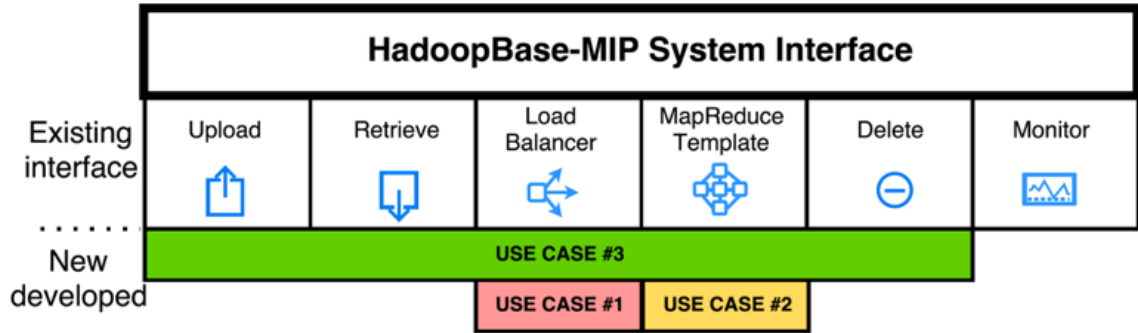 HadoopBase-MIP System Interface
Existing
interface
Upload
Retrieve
Load
Balancer
MapReduce
Template
Delete
Monitor
New
developed
USE CASE #3
USE CASE #1
USE CASE #2